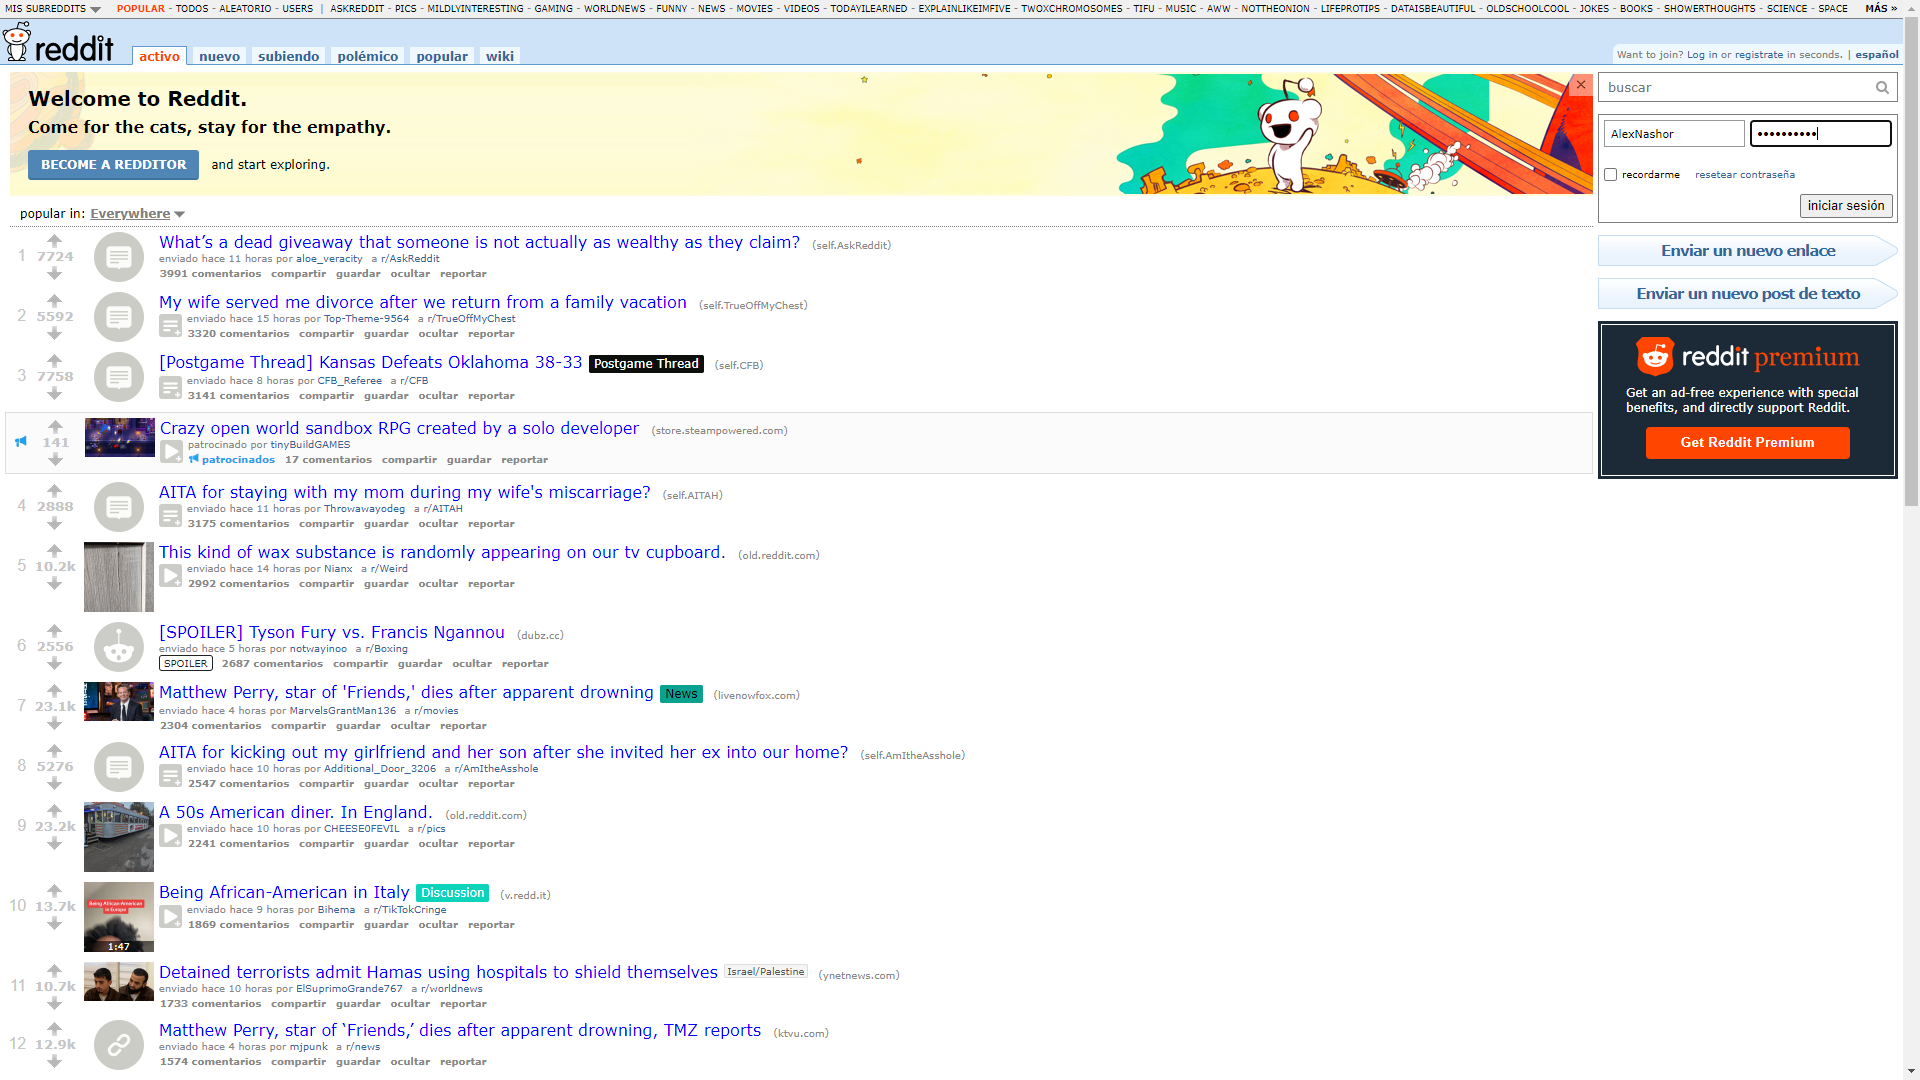 MIS SUBREDDITS POPULAR - TODOS - ALEATORIO - USERS | ASKREDDIT - PICS - MILDLYINTERESTING - GAMING - WORLDNEWS - FUNNY - NEWS - MOVIES - VIDEOS - TODAYILEARNED - EXPLAINLIKEIMFIVE - TWOXCHROMOSOMES - TIFU - MUSIC - AWW - NOTTHEONION - LIFEPROTIPS - DATAISBEAUTIFUL - OLDSCHOOLCOOL - JOKES - BOOKS - SHOWERTHOUGHTS - SCIENCE - SPACE MÁS »
reddit activo nuevo subiendo polémico popular wiki Want to join? Log in or registrate in seconds. | español
Welcome to Reddit.
Come for the cats, stay for the empathy.
BECOME A REDDITOR and start exploring.
buscar
AlexNashor ••••••••••
recordarme resetear contraseña
iniciar sesión
Enviar un nuevo enlace
Enviar un nuevo post de texto
reddit premium
Get an ad-free experience with special
benefits, and directly support Reddit.
Get Reddit Premium
popular in: Everywhere
1 7724 What’s a dead giveaway that someone is not actually as wealthy as they claim? (self.AskReddit)
enviado hace 11 horas por aloe_veracity a r/AskReddit
3991 comentarios compartir guardar ocultar reportar
2 5592 My wife served me divorce after we return from a family vacation (self.TrueOffMyChest)
enviado hace 15 horas por Top-Theme-9564 a r/TrueOffMyChest
3320 comentarios compartir guardar ocultar reportar
3 7758 [Postgame Thread] Kansas Defeats Oklahoma 38-33 Postgame Thread (self.CFB)
enviado hace 8 horas por CFB_Referee a r/CFB
3141 comentarios compartir guardar ocultar reportar
141 Crazy open world sandbox RPG created by a solo developer (store.steampowered.com)
patrocinado por tinyBuildGAMES
patrocinados 17 comentarios compartir guardar reportar
4 2888 AITA for staying with my mom during my wife's miscarriage? (self.AITAH)
enviado hace 11 horas por Throwawayodeg a r/AITAH
3175 comentarios compartir guardar ocultar reportar
5 10.2k This kind of wax substance is randomly appearing on our tv cupboard. (old.reddit.com)
enviado hace 14 horas por Nianx a r/Weird
2992 comentarios compartir guardar ocultar reportar
6 2556 [SPOILER] Tyson Fury vs. Francis Ngannou (dubz.cc)
enviado hace 5 horas por notwayinoo a r/Boxing
SPOILER 2687 comentarios compartir guardar ocultar reportar
7 23.1k Matthew Perry, star of 'Friends,' dies after apparent drowning News (livenowfox.com)
enviado hace 4 horas por MarvelsGrantMan136 a r/movies
2304 comentarios compartir guardar ocultar reportar
8 5276 AITA for kicking out my girlfriend and her son after she invited her ex into our home? (self.AmItheAsshole)
enviado hace 10 horas por Additional_Door_3206 a r/AmItheAsshole
2547 comentarios compartir guardar ocultar reportar
9 23.2k A 50s American diner. In England. (old.reddit.com)
enviado hace 10 horas por CHEESE0FEVIL a r/pics
2241 comentarios compartir guardar ocultar reportar
10 13.7k Being African-American in Italy Discussion (v.redd.it)
enviado hace 9 horas por Bihema a r/TikTokCringe
1869 comentarios compartir guardar ocultar reportar
Being African-American
in Europe
1:47
11 10.7k Detained terrorists admit Hamas using hospitals to shield themselves Israel/Palestine (ynetnews.com)
enviado hace 10 horas por ElSuprimoGrande767 a r/worldnews
1733 comentarios compartir guardar ocultar reportar
12 12.9k Matthew Perry, star of ‘Friends,’ dies after apparent drowning, TMZ reports (ktvu.com)
enviado hace 4 horas por mjpunk a r/news
1574 comentarios compartir guardar ocultar reportar